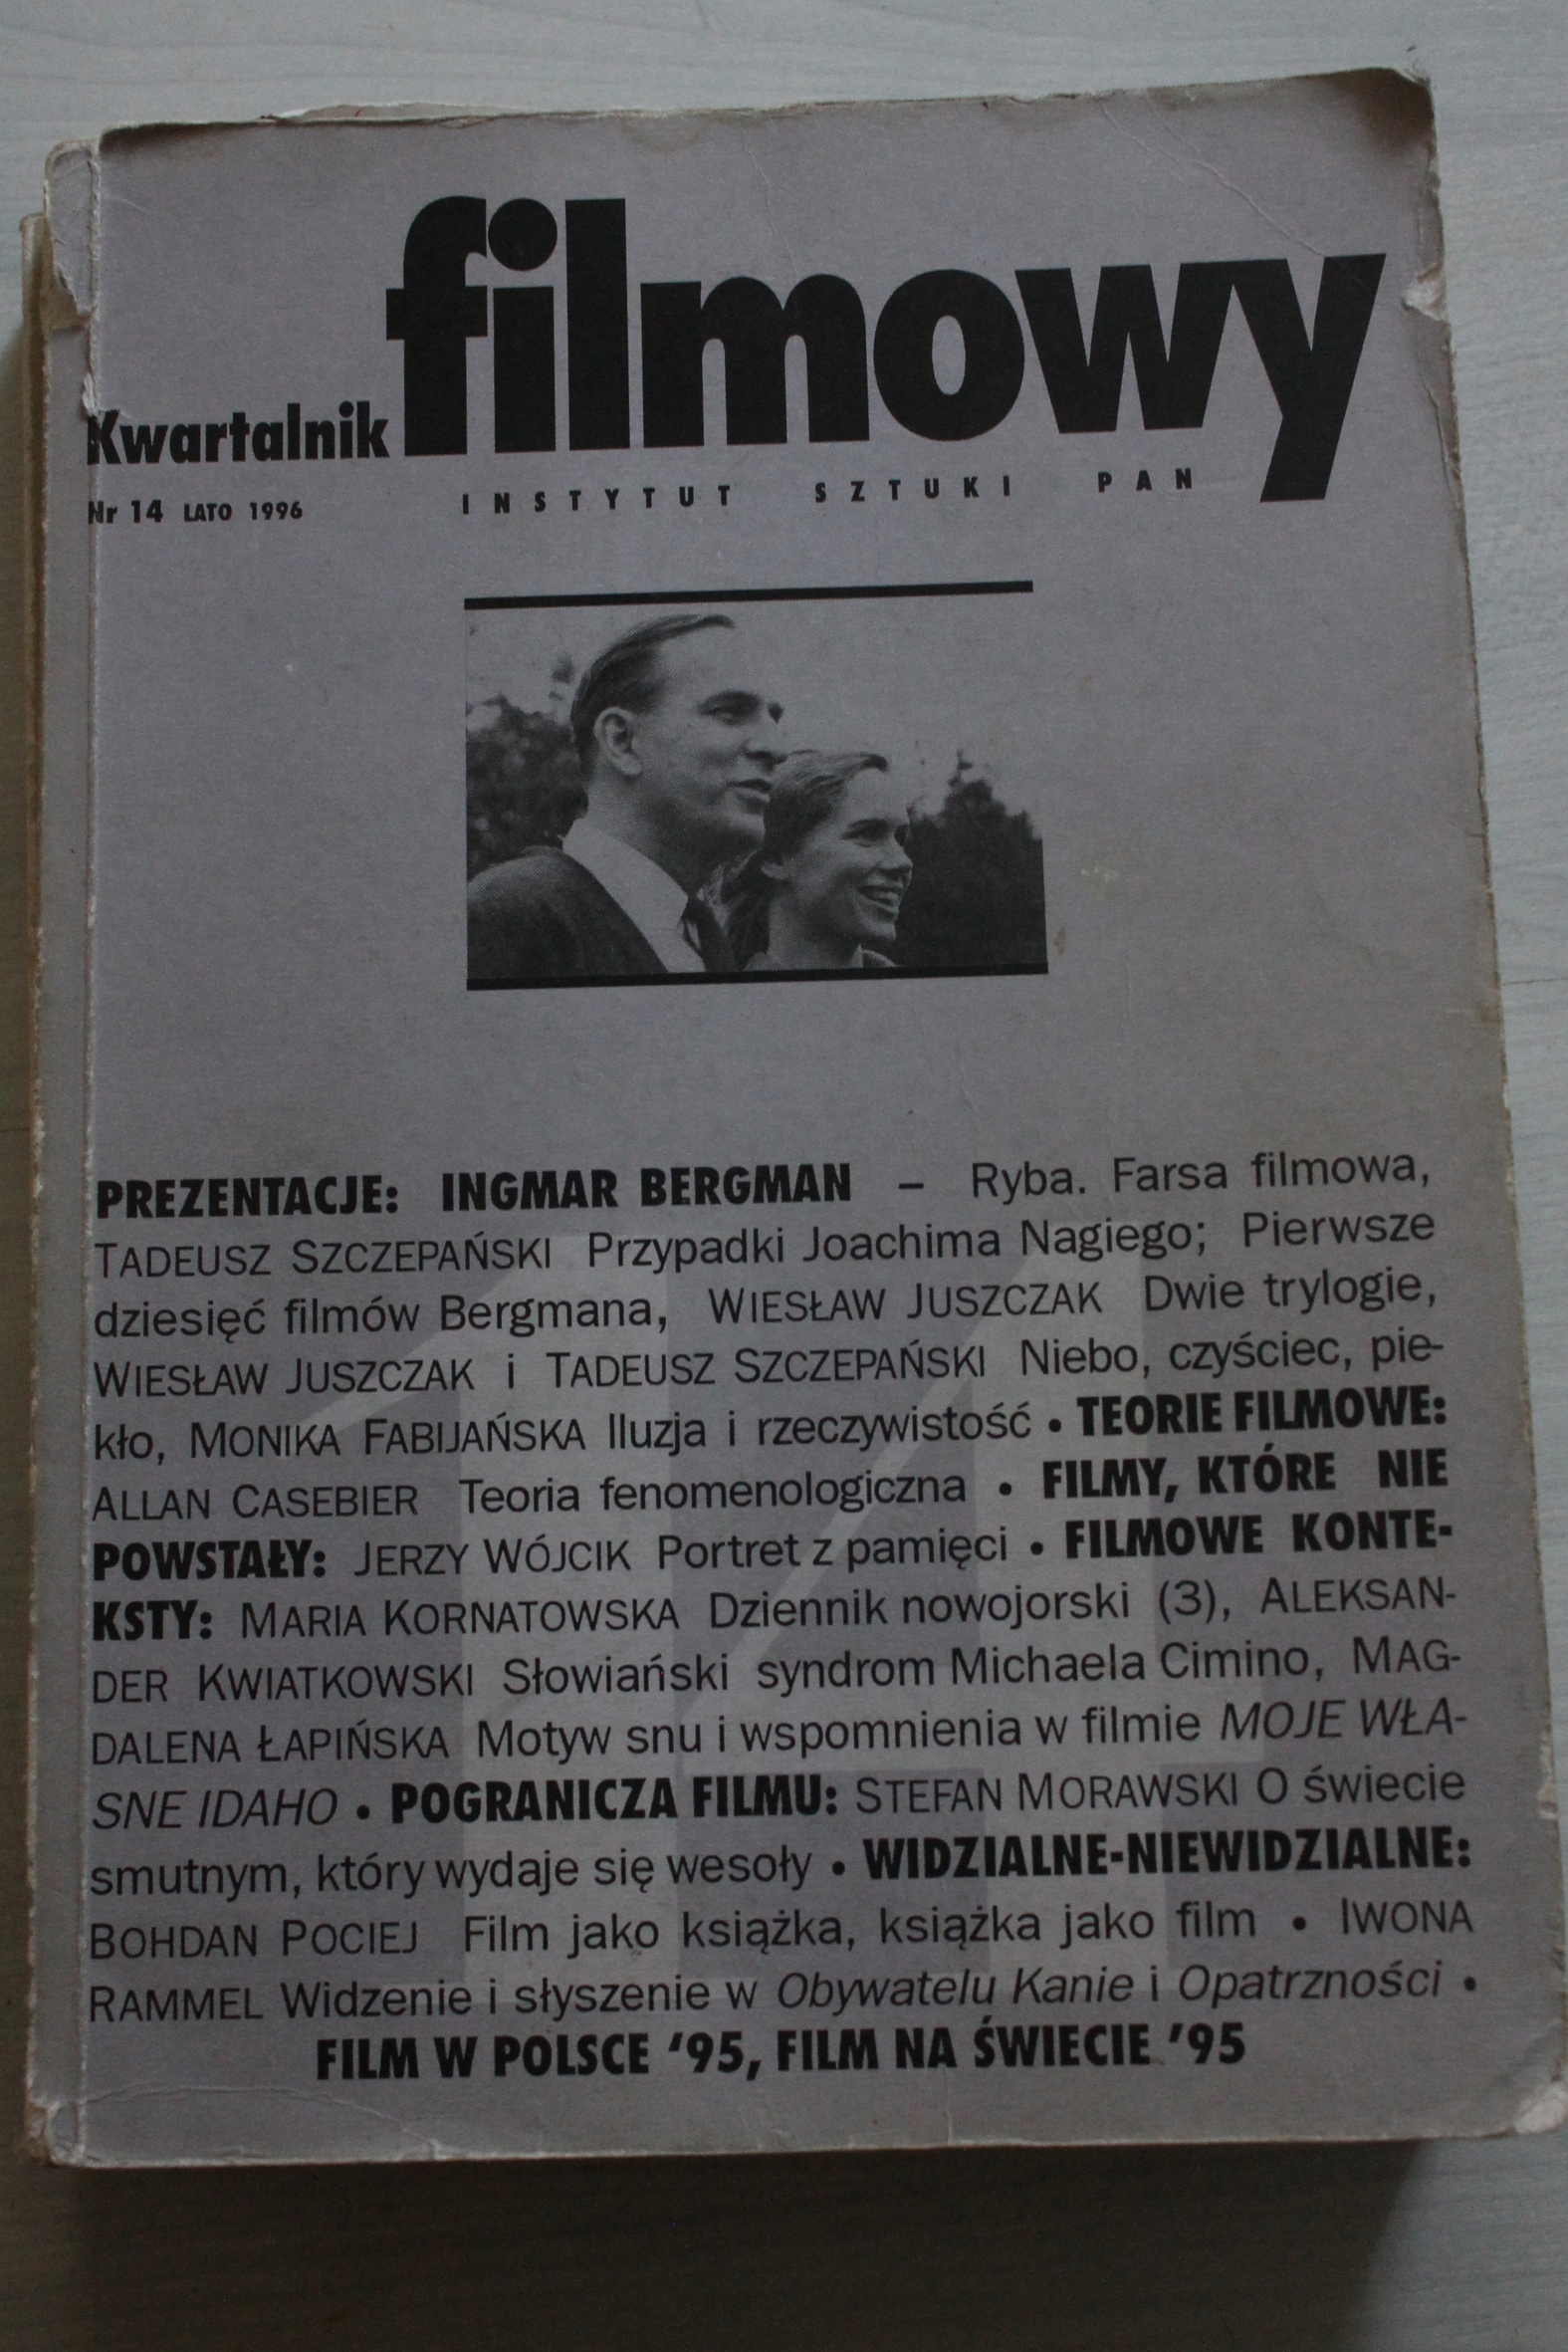 filmowy
Kwartalnik
Nr 14 LATO 1996
INSTYTUT SZTUKI PAN
PREZENTACJE: INGMAR BERGMAN – Ryba. Farsa filmowa,
TADEUSZ SZCZEPAŃSKI Przypadki Joachima Nagiego; Pierwsze
dziesięć filmów Bergmana, WIESŁAW JUSZCZAK Dwie trylogie,
WIESŁAW JUSZCZAK i TADEUSZ SZCZEPAŃSKI Niebo, czyściec, pie-
kło, MONIKA FABIJAŃSKA Iluzja i rzeczywistość • TEORIE FILMOWE:
ALLAN CASEBIER Teoria fenomenologiczna • FILMY, KTÓRE NIE
POWSTAŁY: JERZY WÓJCIK Portret z pamięci • FILMOWE KONTE-
KSTY: MARIA KORNATOWSKA Dziennik nowojorski (3), ALEKSAN-
DER KWIATKOWSKI Słowiański syndrom Michaela Cimino, MAG-
DALENA ŁAPIŃSKA Motyw snu i wspomnienia w filmie MOJE WŁA-
SNE IDAHO • POGRANICZA FILMU: STEFAN MORAWSKI O świecie
smutnym, który wydaje się wesoły • WIDZIALNE-NIEWIDZIALNE:
BOHDAN POCIEJ Film jako książka, książka jako film • IWONA
RAMMEL Widzenie i słyszenie w Obywatelu Kanie i Opatrzności •
FILM W POLSCE '95, FILM NA ŚWIECIE '95